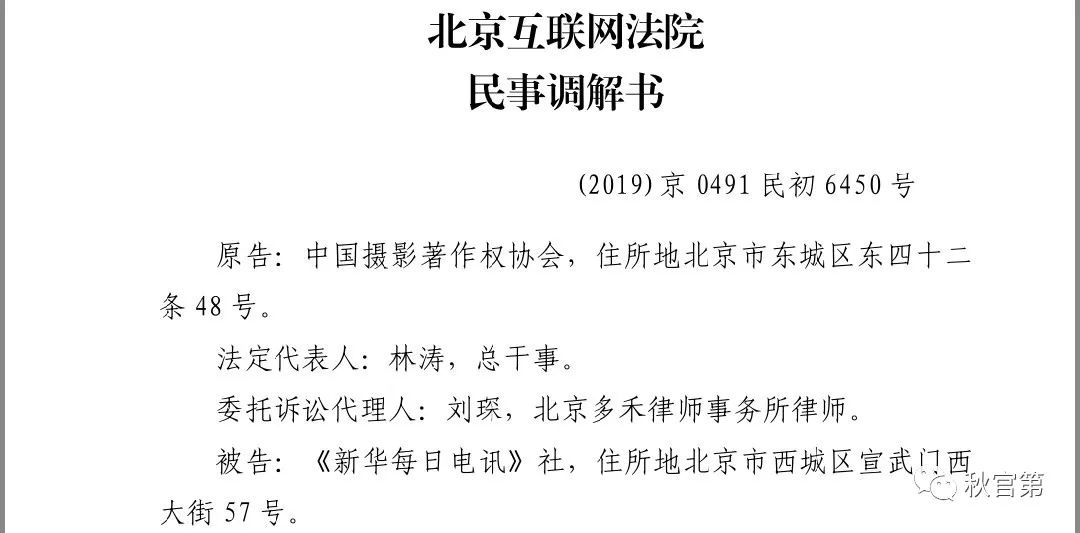 北京互联网法院
民事调解书
(2019)京 0491 民初 6450 号
原告：中国摄影著作权协会，住所地北京市东城区东四十二
条 48 号。
法定代表人：林涛，总干事。
委托诉讼代理人：刘琛，北京多禾律师事务所律师。
被告：《新华每日电讯》社，住所地北京市西城区宣武门西
大街 57 号。
秋官第